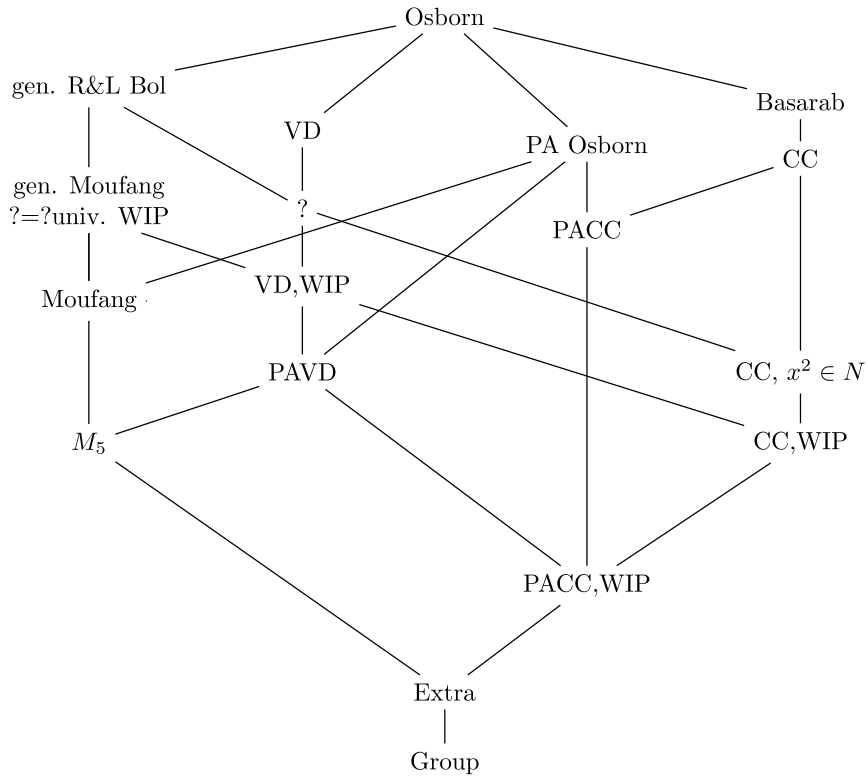 Osborn
gen. R&L Bol
Basarab
VD
PA Osborn
CC
gen. Moufang
?=?univ. WIP
?
PACC
VD,WIP
Moufang
PAVD
CC, $x^2 \in N$
$M_5$
CC,WIP
PACC,WIP
Extra
Group